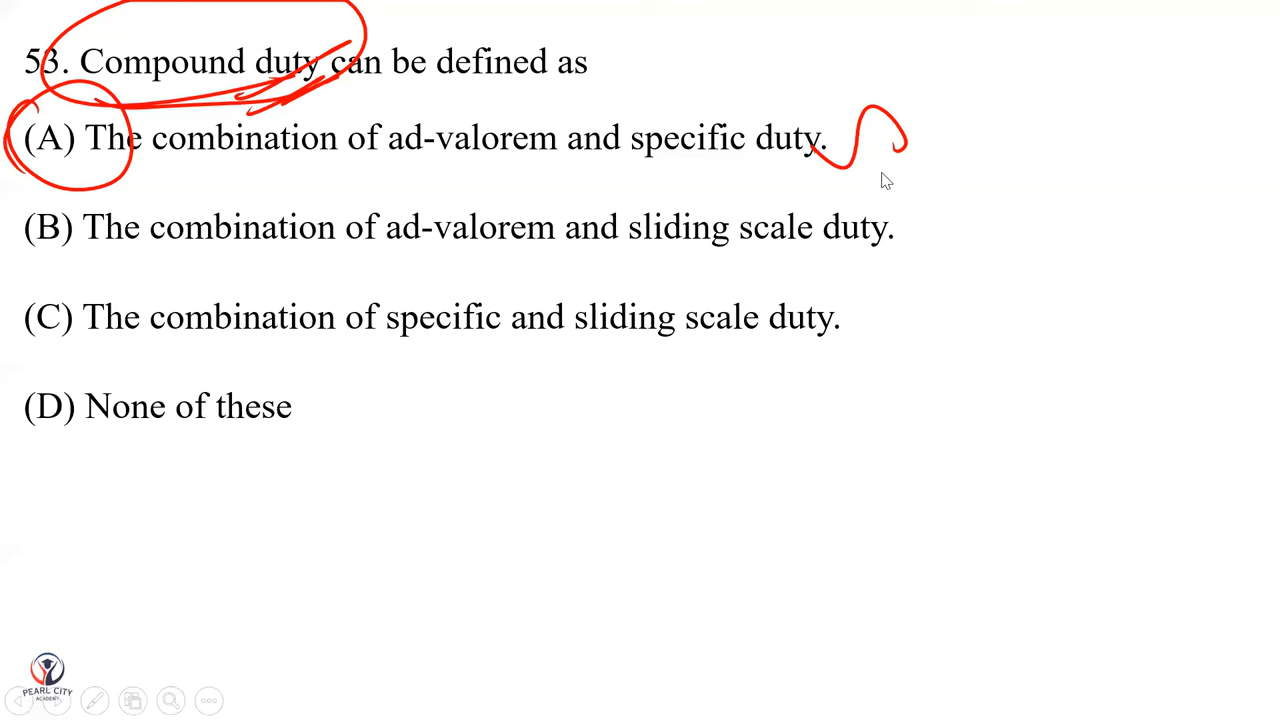 53. Compound duty can be defined as
(A) The combination of ad-valorem and specific duty.
(B) The combination of ad-valorem and sliding scale duty.
(C) The combination of specific and sliding scale duty.
(D) None of these
PEARL CITY
ACADEMY